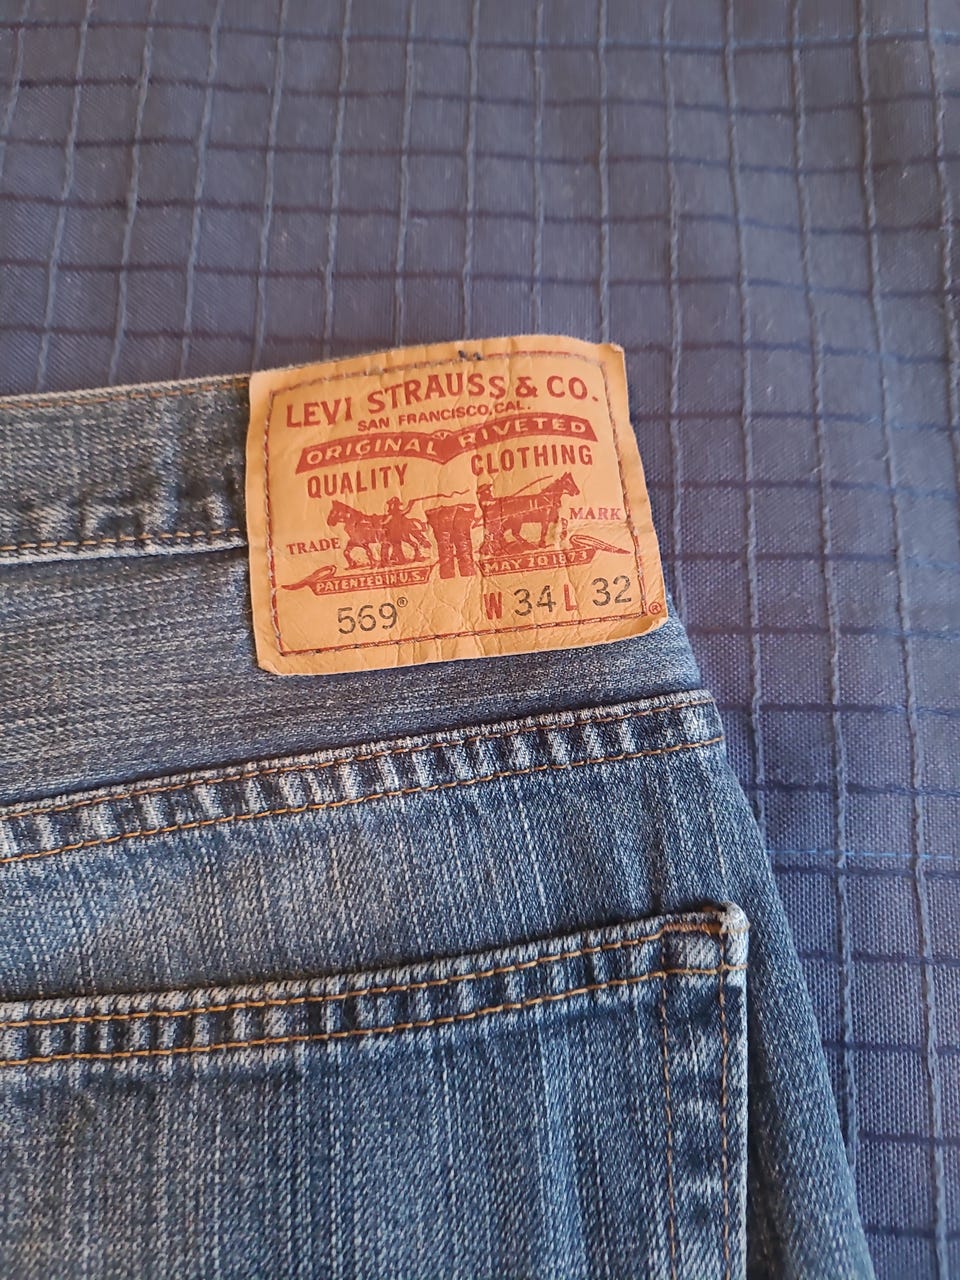 LEVI STRAUSS & CO.
SAN FRANCISCO, CAL.
ORIGINAL RIVETED
QUALITY CLOTHING
TRADE MARK
PATENTED IN U.S. MAY 20 1873
569® W 34 L 32 ®